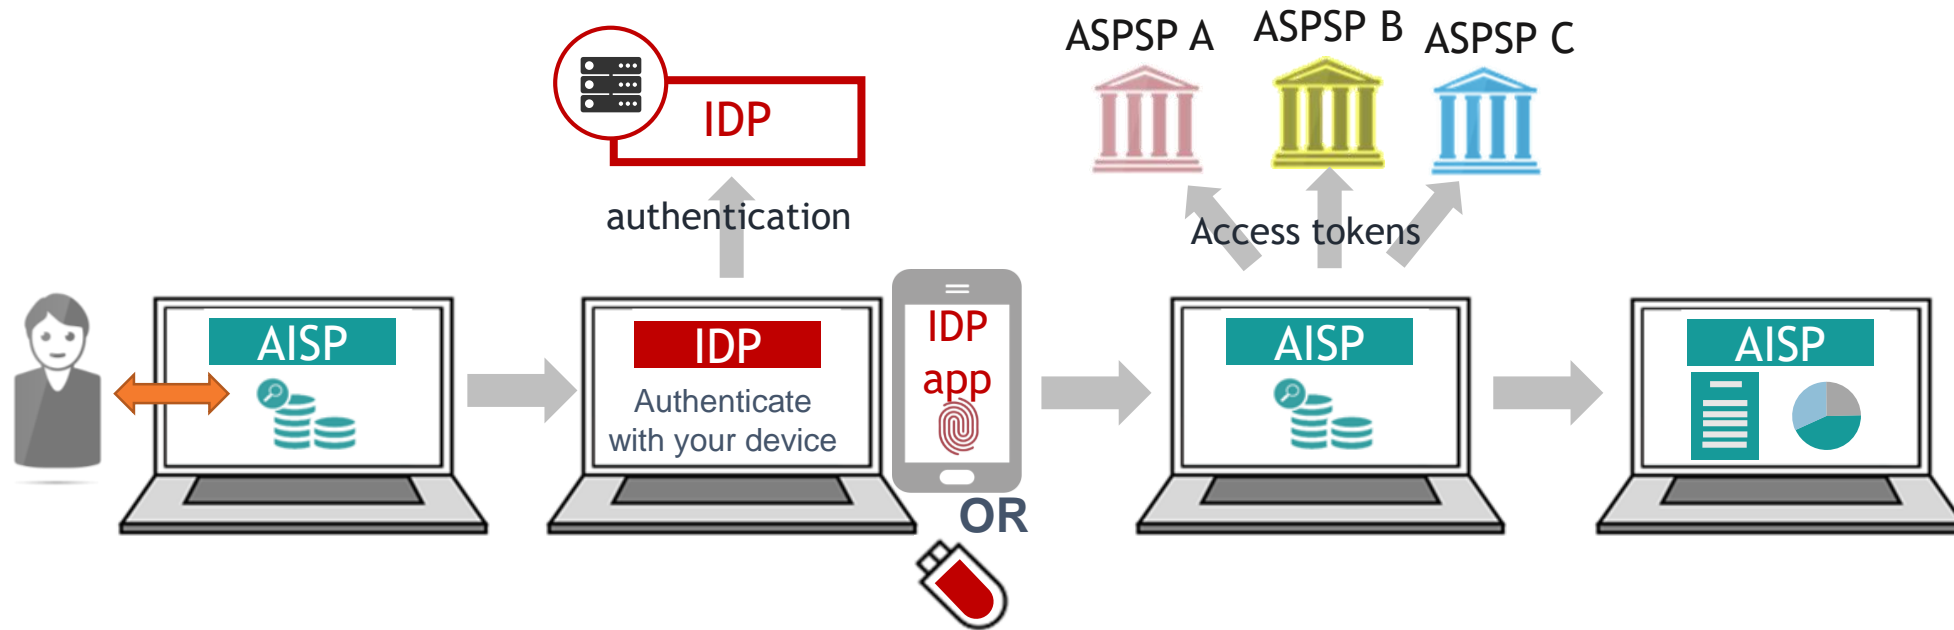 ASPSP A
ASPSP B
ASPSP C
IDP
authentication
Access tokens
AISP
IDP
Authenticate
with your device
IDP
app
OR
AISP
AISP